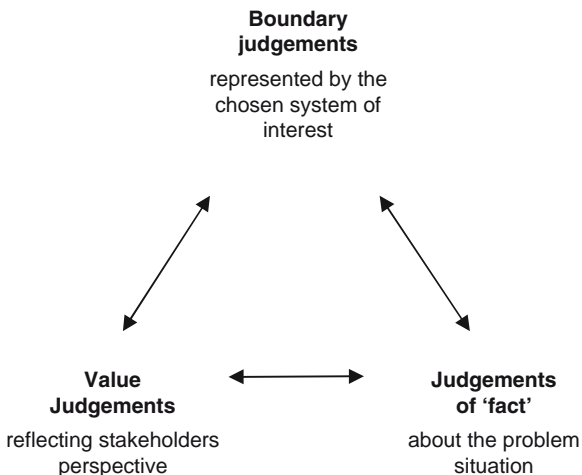 Boundary
judgements
represented by the
chosen system of
interest
Value
Judgements
reflecting stakeholders
perspective
Judgements
of ‘fact’
about the problem
situation